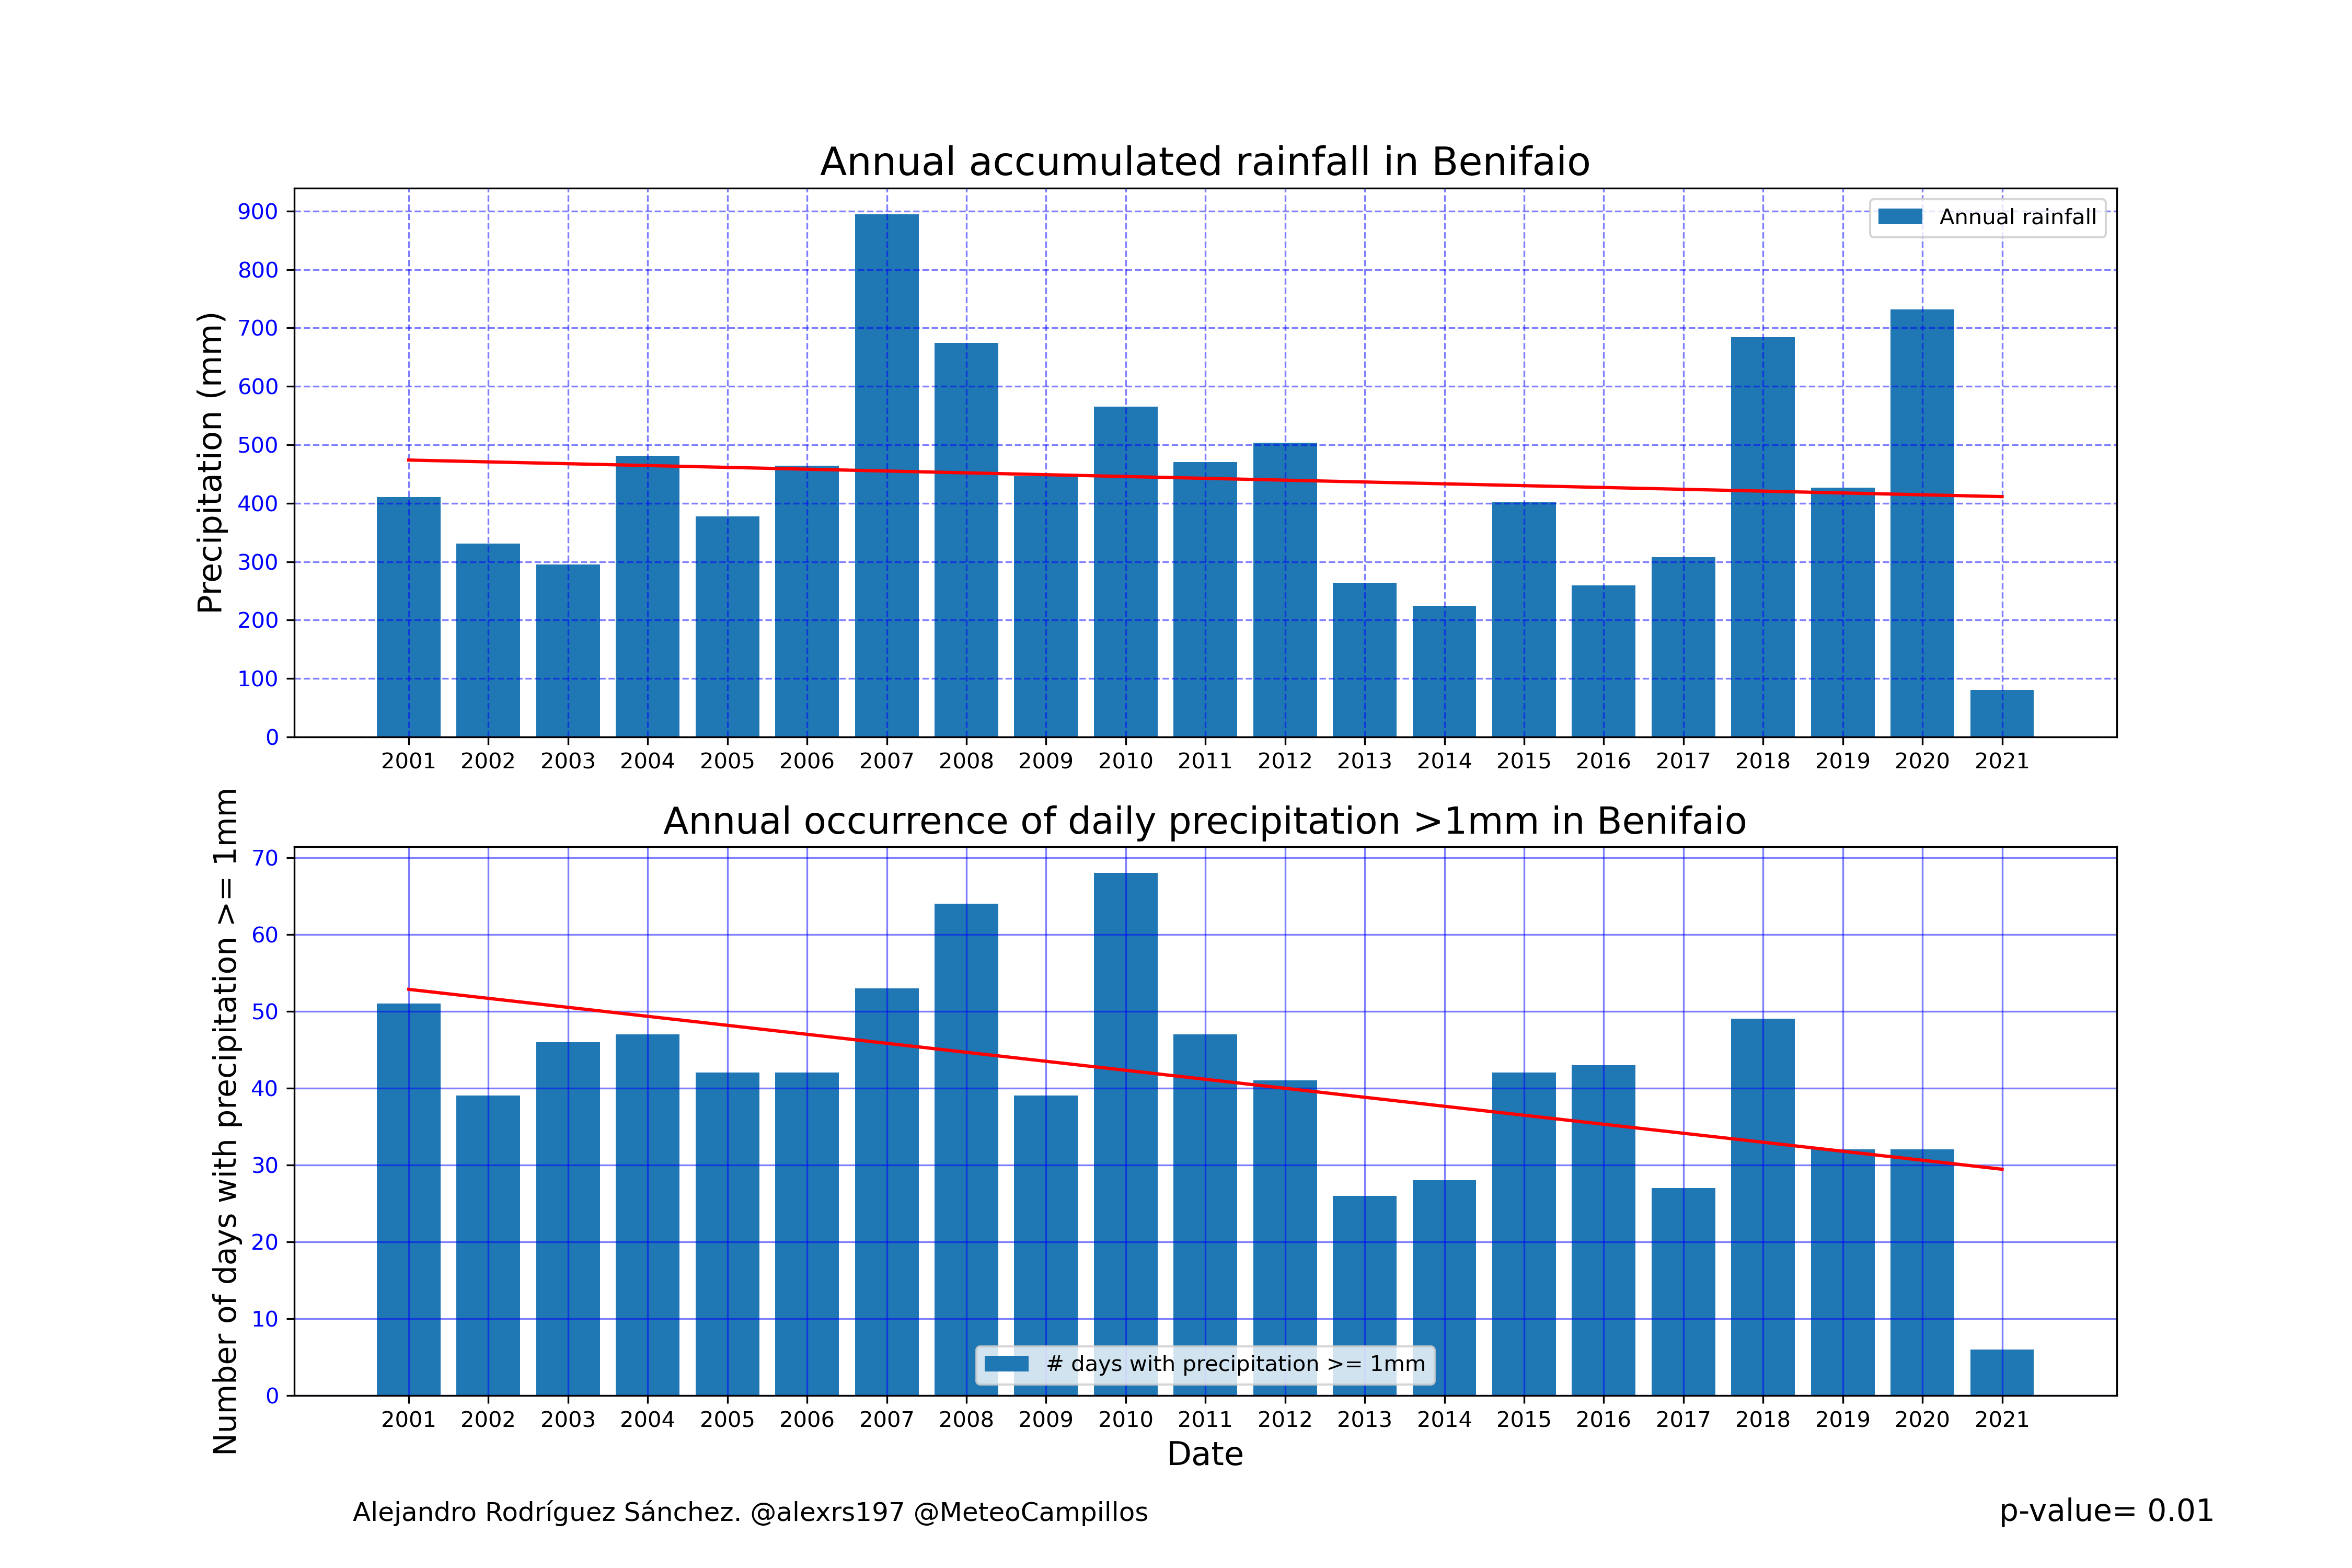 Annual accumulated rainfall in Benifaio
Precipitation (mm)
900
800
700
600
500
400
300
200
100
0
Annual rainfall
2001 2002 2003 2004 2005 2006 2007 2008 2009 2010 2011 2012 2013 2014 2015 2016 2017 2018 2019 2020 2021
Annual occurrence of daily precipitation >1mm in Benifaio
Number of days with precipitation >= 1mm
70
60
50
40
30
20
10
0
# days with precipitation >= 1mm
2001 2002 2003 2004 2005 2006 2007 2008 2009 2010 2011 2012 2013 2014 2015 2016 2017 2018 2019 2020 2021
Date
Alejandro Rodríguez Sánchez. @alexrs197 @MeteoCampillos
p-value= 0.01